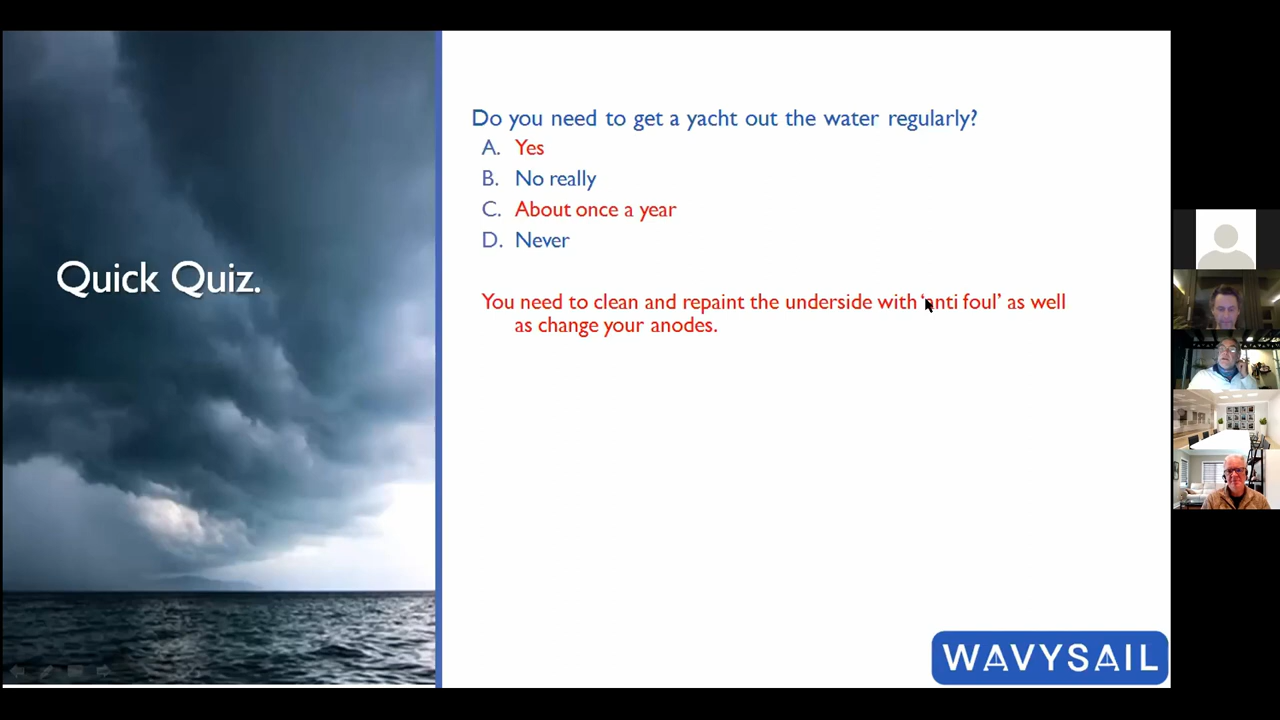 Quick Quiz.
Do you need to get a yacht out the water regularly?
A. Yes
B. No really
C. About once a year
D. Never
You need to clean and repaint the underside with ‘anti foul’ as well
as change your anodes.
WAVYSAIL